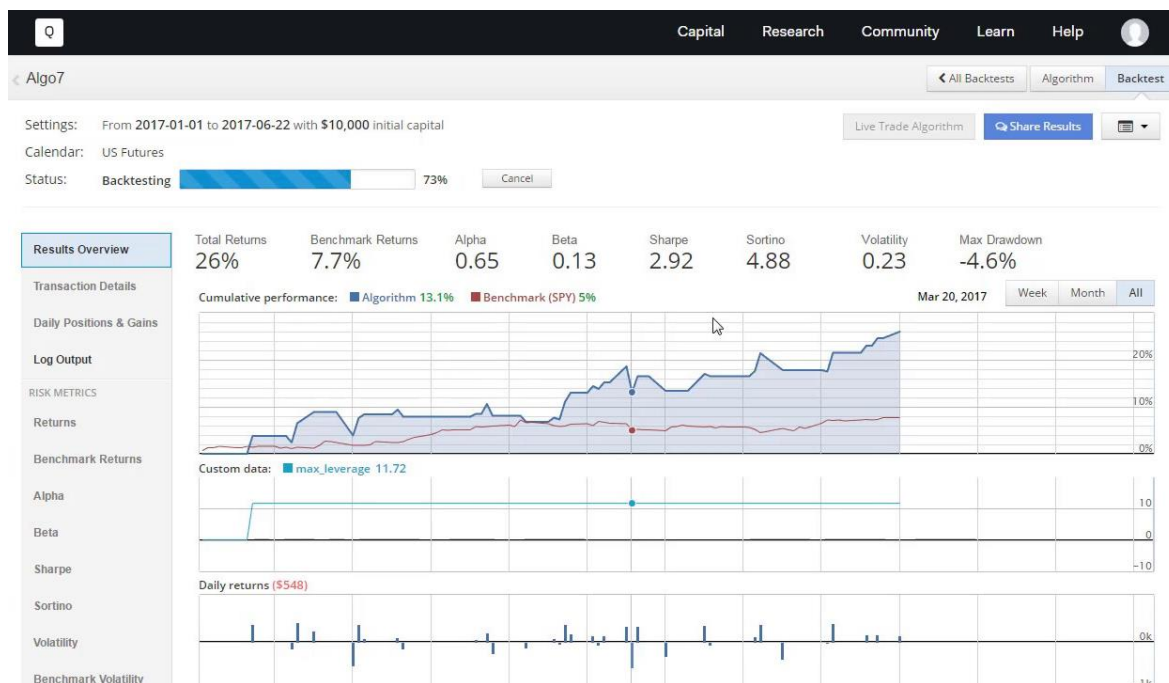 Q Capital Research Community Learn Help
Algo7 All Backtests Algorithm Backtest
Settings: From 2017-01-01 to 2017-06-22 with $10,000 initial capital Live Trade Algorithm Share Results
Calendar: US Futures
Status: Backtesting 73% Cancel
Results Overview
Transaction Details
Daily Positions & Gains
Log Output
RISK METRICS
Returns
Benchmark Returns
Alpha
Beta
Sharpe
Sortino
Volatility
Benchmark Volatility
Total Returns Benchmark Returns Alpha Beta Sharpe Sortino Volatility Max Drawdown
26% 7.7% 0.65 0.13 2.92 4.88 0.23 -4.6%
Cumulative performance: Algorithm 13.1% Benchmark (SPY) 5% Mar 20, 2017 Week Month All
20%
10%
0%
Custom data: max_leverage 11.72
10
0
-10
Daily returns ($548)
0k